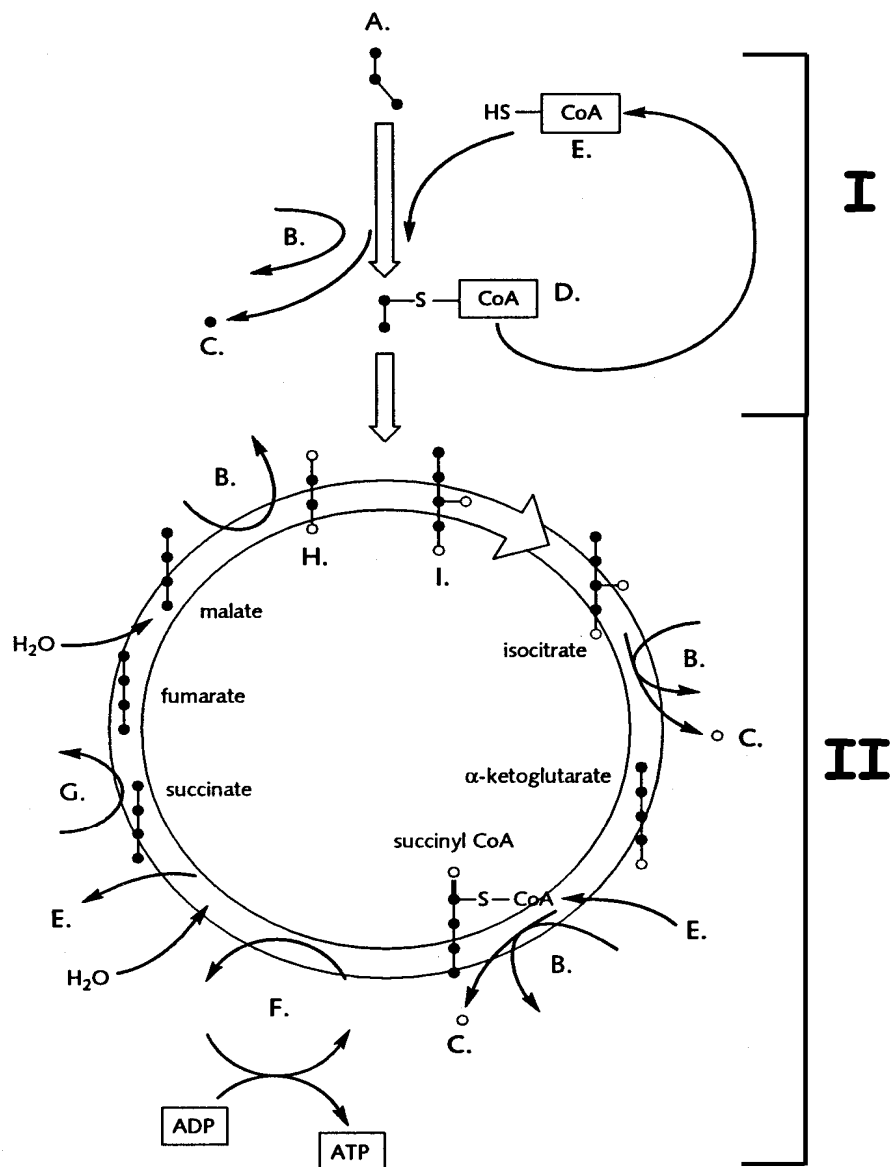 A.
HS
CoA
E.
I
B.
S
CoA
D.
C.
B.
H.
I.
malate
H₂O
isocitrate
B.
fumarate
C.
α-ketoglutarate
G.
succinate
succinyl CoA
S
CoA
E.
E.
B.
H₂O
F.
C.
ADP
ATP
II